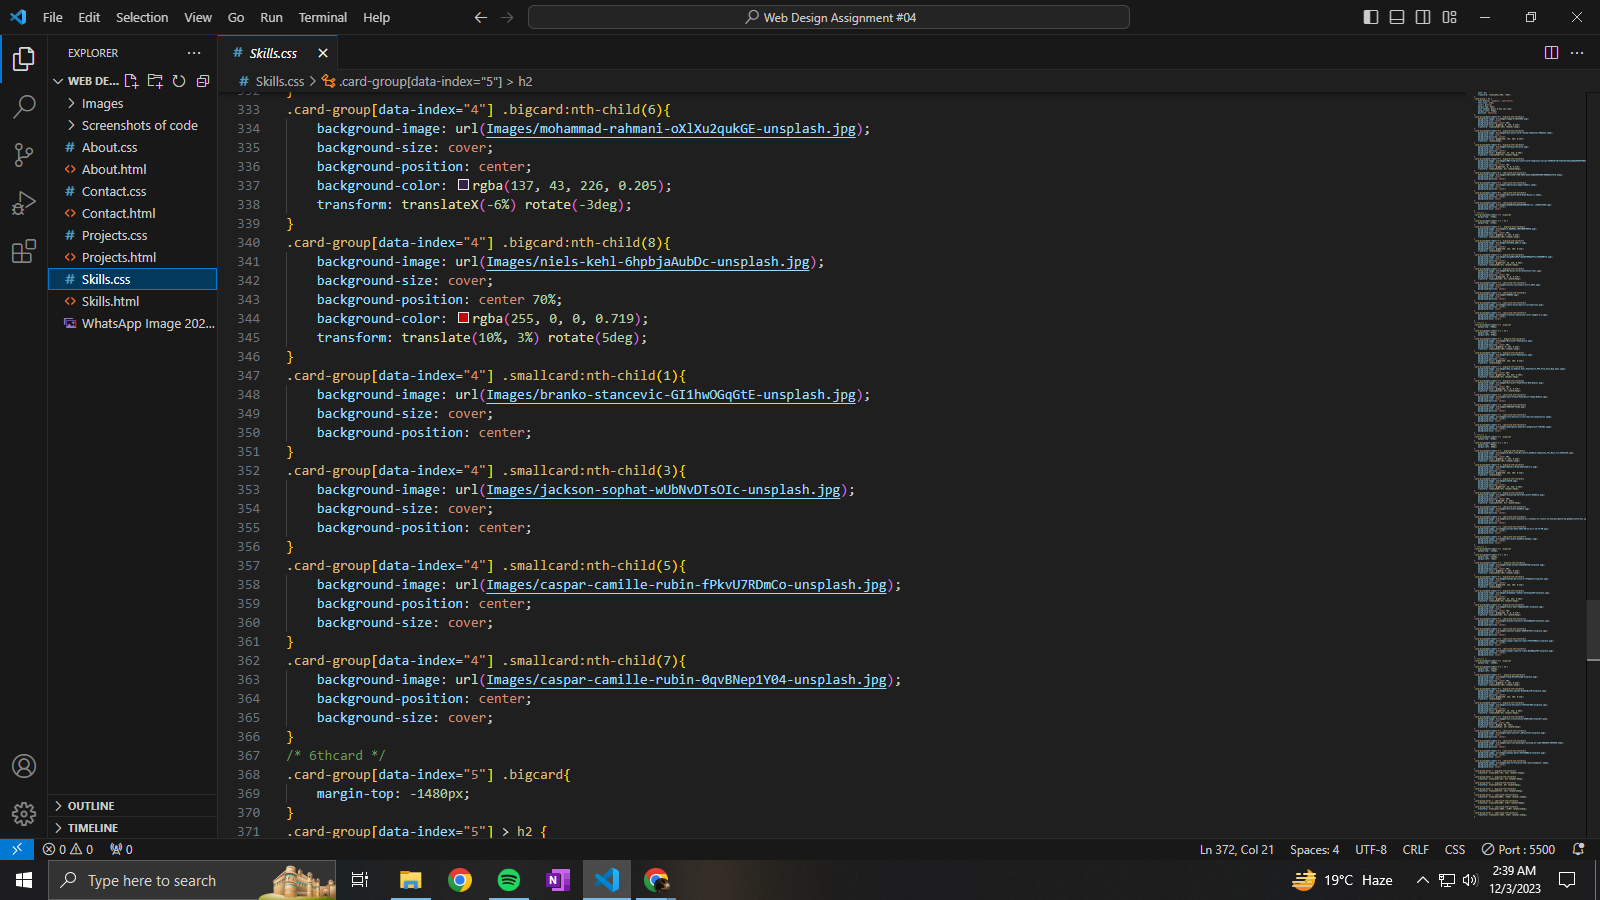 File Edit Selection View Go Run Terminal Help
Web Design Assignment #04
EXPLORER
WEB DE...
Images
Screenshots of code
# About.css
<> About.html
# Contact.css
<> Contact.html
# Projects.css
<> Projects.html
# Skills.css
<> Skills.html
WhatsApp Image 202...
OUTLINE
TIMELINE
# Skills.css
# Skills.css > .card-group[data-index="5"] > h2
333 .card-group[data-index="4"] .bigcard:nth-child(6){
334 background-image: url(Images/mohammad-rahmani-oXlXu2qukGE-unsplash.jpg);
335 background-size: cover;
336 background-position: center;
337 background-color: rgba(137, 43, 226, 0.205);
338 transform: translateX(-6%) rotate(-3deg);
339 }
340 .card-group[data-index="4"] .bigcard:nth-child(8){
341 background-image: url(Images/niels-kehl-6hpbjaAubDc-unsplash.jpg);
342 background-size: cover;
343 background-position: center 70%;
344 background-color: rgba(255, 0, 0, 0.719);
345 transform: translate(10%, 3%) rotate(5deg);
346 }
347 .card-group[data-index="4"] .smallcard:nth-child(1){
348 background-image: url(Images/branko-stancevic-GI1hwOGqGtE-unsplash.jpg);
349 background-size: cover;
350 background-position: center;
351 }
352 .card-group[data-index="4"] .smallcard:nth-child(3){
353 background-image: url(Images/jackson-sophat-wUbNvDTsOIc-unsplash.jpg);
354 background-size: cover;
355 background-position: center;
356 }
357 .card-group[data-index="4"] .smallcard:nth-child(5){
358 background-image: url(Images/caspar-camille-rubin-fPkvU7RDmCo-unsplash.jpg);
359 background-position: center;
360 background-size: cover;
361 }
362 .card-group[data-index="4"] .smallcard:nth-child(7){
363 background-image: url(Images/caspar-camille-rubin-0qvBNep1Y04-unsplash.jpg);
364 background-position: center;
365 background-size: cover;
366 }
367 /* 6thcard */
368 .card-group[data-index="5"] .bigcard{
369 margin-top: -1480px;
370 }
371 .card-group[data-index="5"] > h2 {
0 0 0 Ln 372, Col 21 Spaces: 4 UTF-8 CRLF CSS Port : 5500
Type here to search
19°C Haze
2:39 AM
12/3/2023